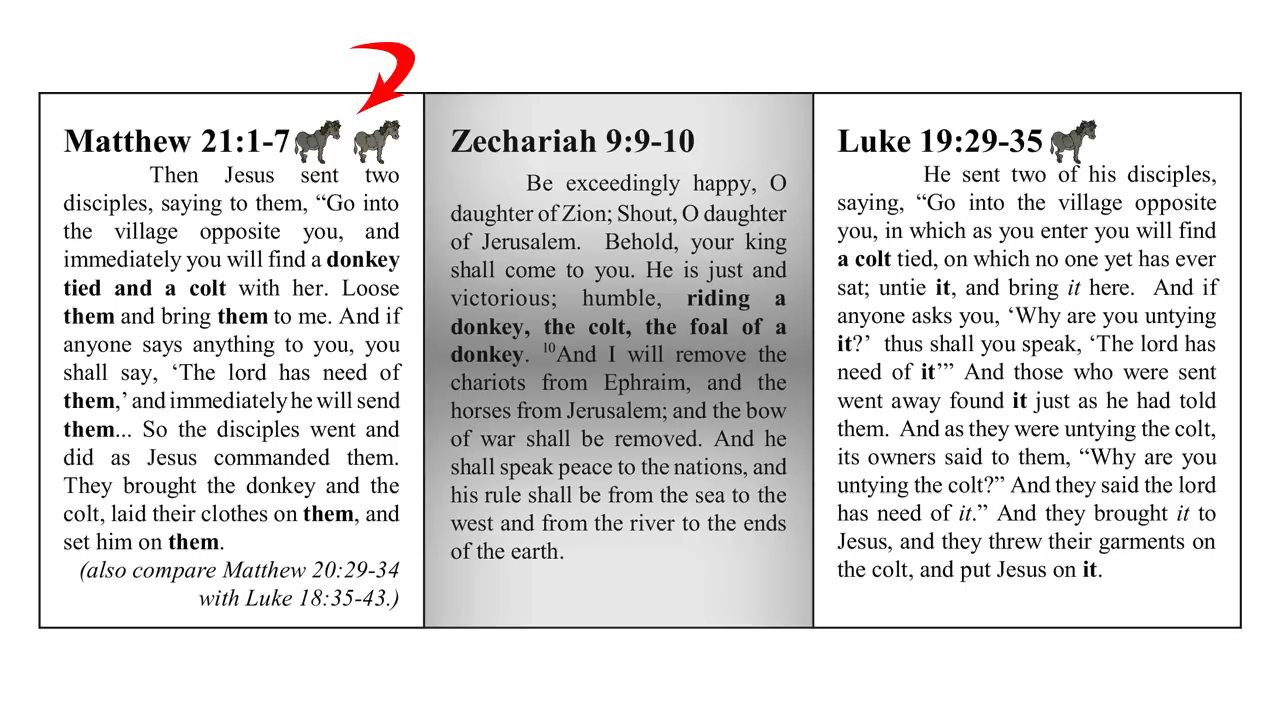 Matthew 21:1-7
Then Jesus sent two
disciples, saying to them, “Go into
the village opposite you, and
immediately you will find a donkey
tied and a colt with her. Loose
them and bring them to me. And if
anyone says anything to you, you
shall say, ‘The lord has need of
them,’ and immediately he will send
them... So the disciples went and
did as Jesus commanded them.
They brought the donkey and the
colt, laid their clothes on them, and
set him on them.
(also compare Matthew 20:29-34
with Luke 18:35-43.)
Zechariah 9:9-10
Be exceedingly happy, O
daughter of Zion; Shout, O daughter
of Jerusalem. Behold, your king
shall come to you. He is just and
victorious; humble, riding a
donkey, the colt, the foal of a
donkey. 10And I will remove the
chariots from Ephraim, and the
horses from Jerusalem; and the bow
of war shall be removed. And he
shall speak peace to the nations, and
his rule shall be from the sea to the
west and from the river to the ends
of the earth.
Luke 19:29-35
He sent two of his disciples,
saying, “Go into the village opposite
you, in which as you enter you will find
a colt tied, on which no one yet has ever
sat; untie it, and bring it here. And if
anyone asks you, ‘Why are you untying
it?’ thus shall you speak, ‘The lord has
need of it’” And those who were sent
went away found it just as he had told
them. And as they were untying the colt,
its owners said to them, “Why are you
untying the colt?” And they said the lord
has need of it.” And they brought it to
Jesus, and they threw their garments on
the colt, and put Jesus on it.